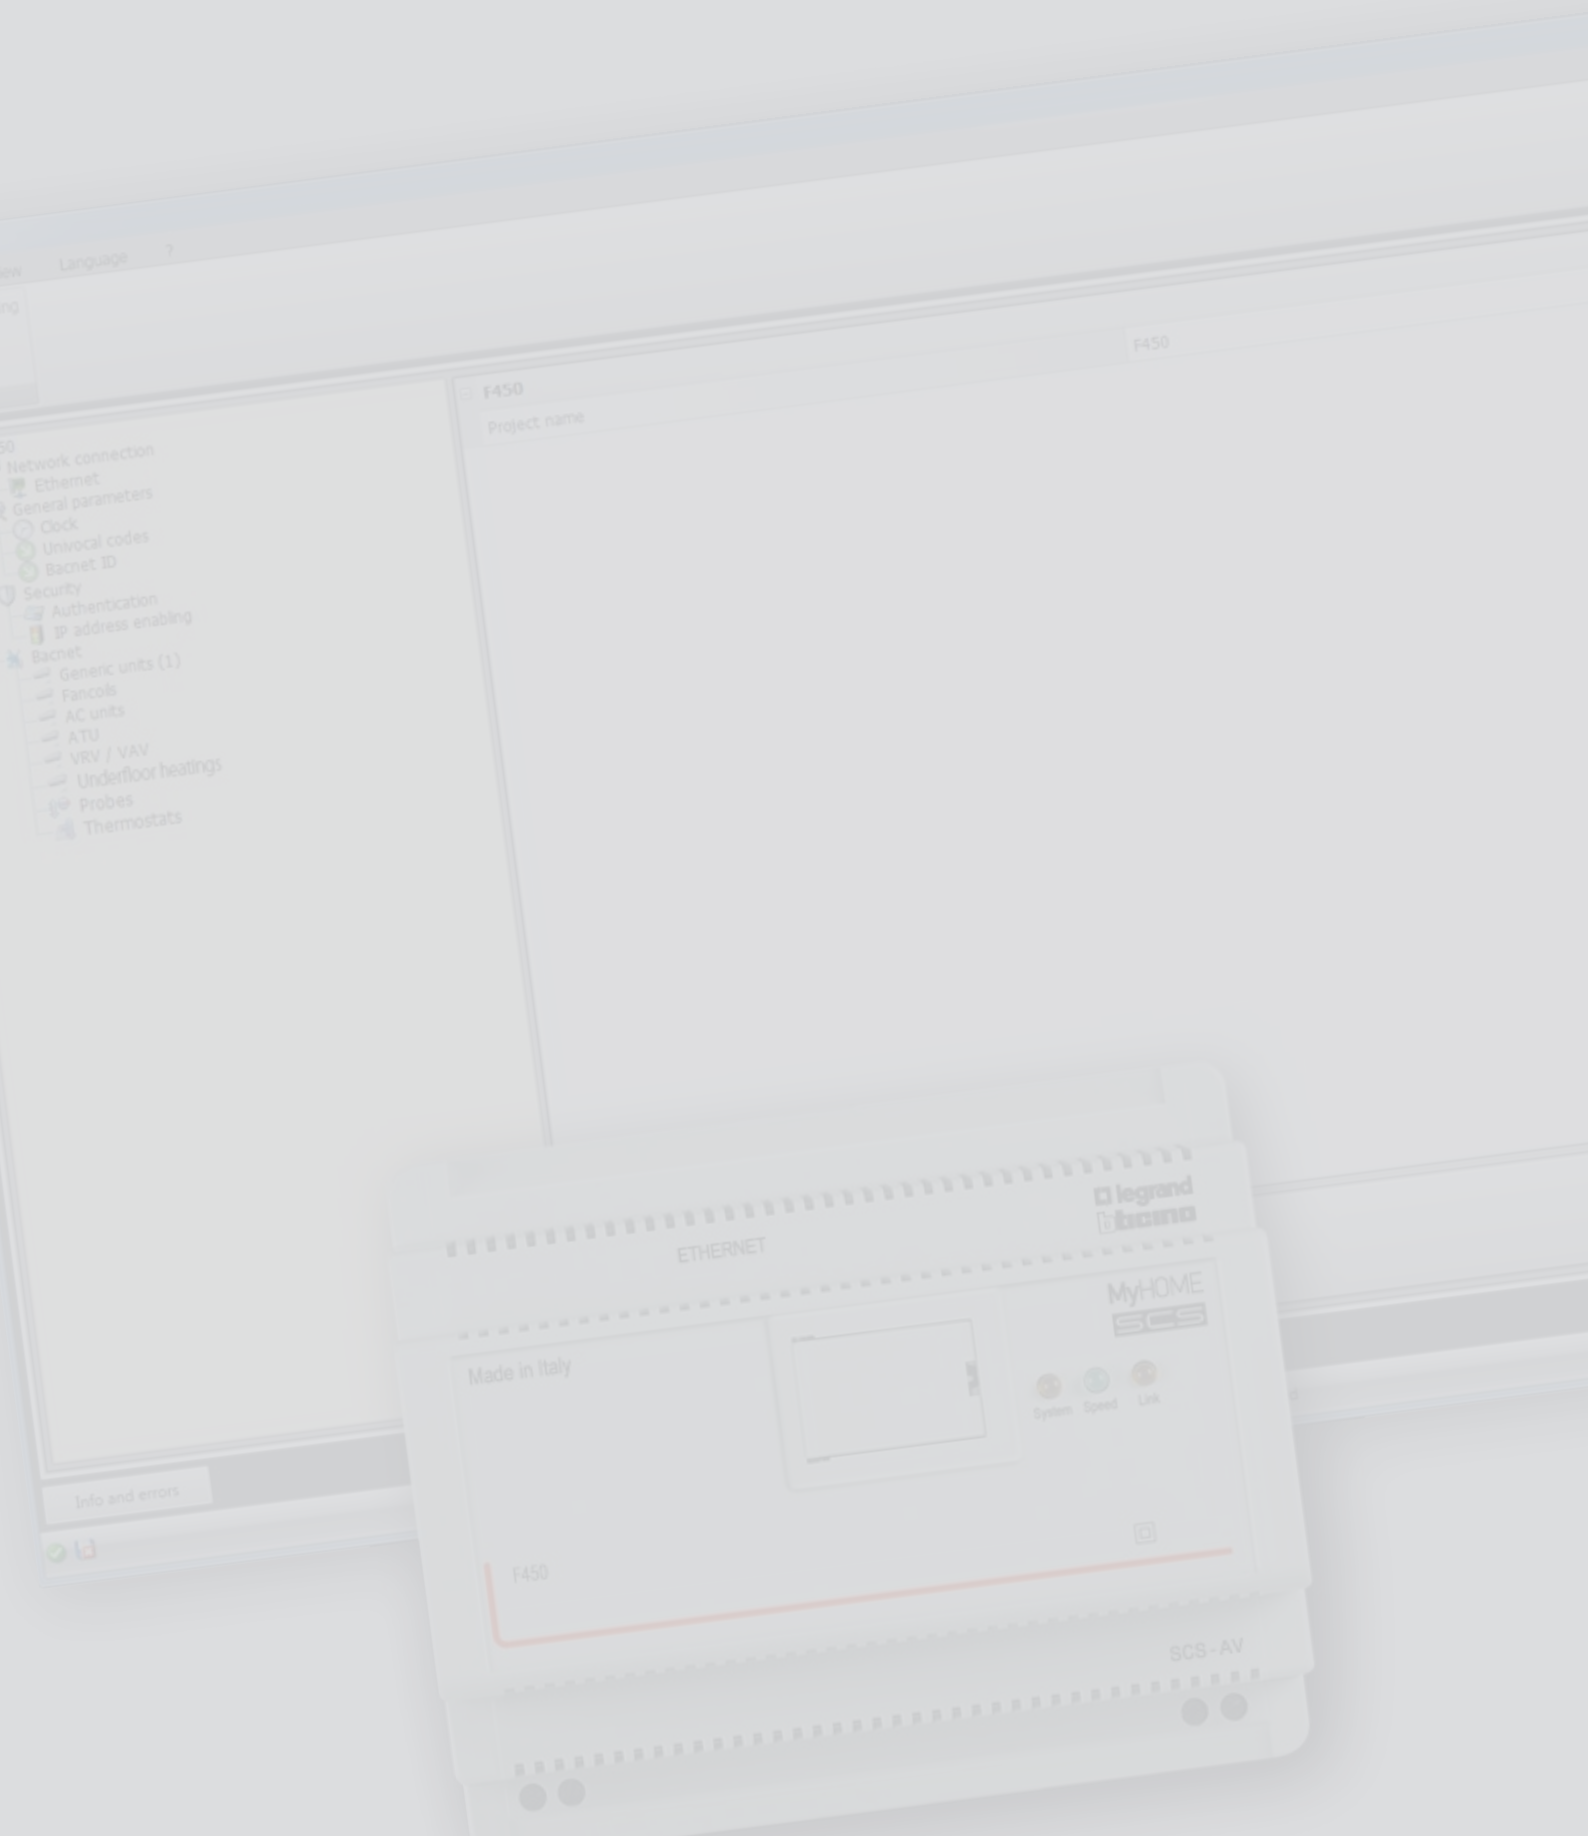 Language ?
F450
F450
Project name
Network connection
Ethernet
General parameters
Clock
Univocal codes
Bacnet ID
Security
Authentication
IP address enabling
Bacnet
Generic units (1)
Fancoils
AC units
ATU
VRV / VAV
Underfloor heatings
Probes
Thermostats
legrand
bticino
ETHERNET
MyHOME
SCS
Made in Italy
System Speed Link
Info and errors
F450
SCS-AV